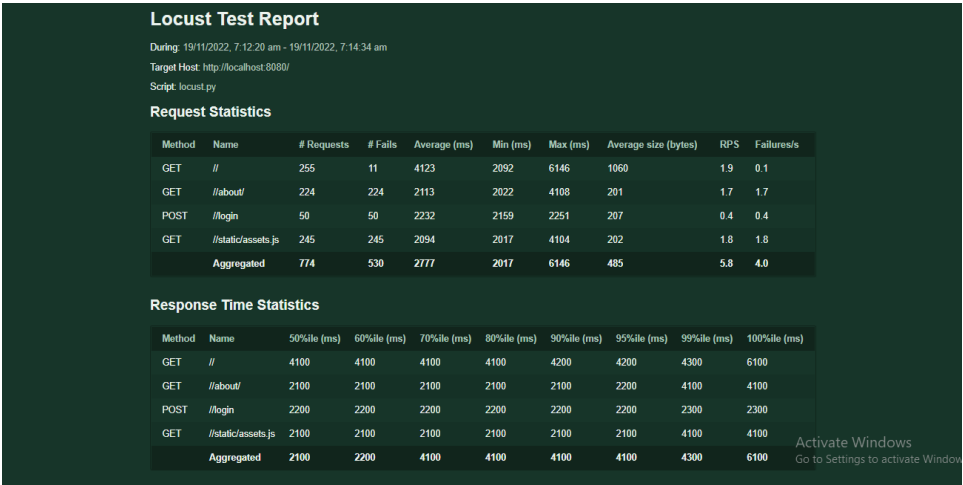 Locust Test Report
During: 19/11/2022, 7:12:20 am - 19/11/2022, 7:14:34 am
Target Host: http://localhost:8080/
Script: locust.py
Request Statistics
Method Name # Requests # Fails Average (ms) Min (ms) Max (ms) Average size (bytes) RPS Failures/s
GET // 255 11 4123 2092 6146 1060 1.9 0.1
GET //about/ 224 224 2113 2022 4108 201 1.7 1.7
POST //login 50 50 2232 2159 2251 207 0.4 0.4
GET //static/assets.js 245 245 2094 2017 4104 202 1.8 1.8
Aggregated 774 530 2777 2017 6146 485 5.8 4.0
Response Time Statistics
Method Name 50%ile (ms) 60%ile (ms) 70%ile (ms) 80%ile (ms) 90%ile (ms) 95%ile (ms) 99%ile (ms) 100%ile (ms)
GET // 4100 4100 4100 4100 4200 4200 4300 6100
GET //about/ 2100 2100 2100 2100 2100 2200 4100 4100
POST //login 2200 2200 2200 2200 2200 2200 2300 2300
GET //static/assets.js 2100 2100 2100 2100 2100 2100 4100 4100
Aggregated 2100 2200 4100 4100 4100 4100 4300 6100
Activate Windows
Go to Settings to activate Window